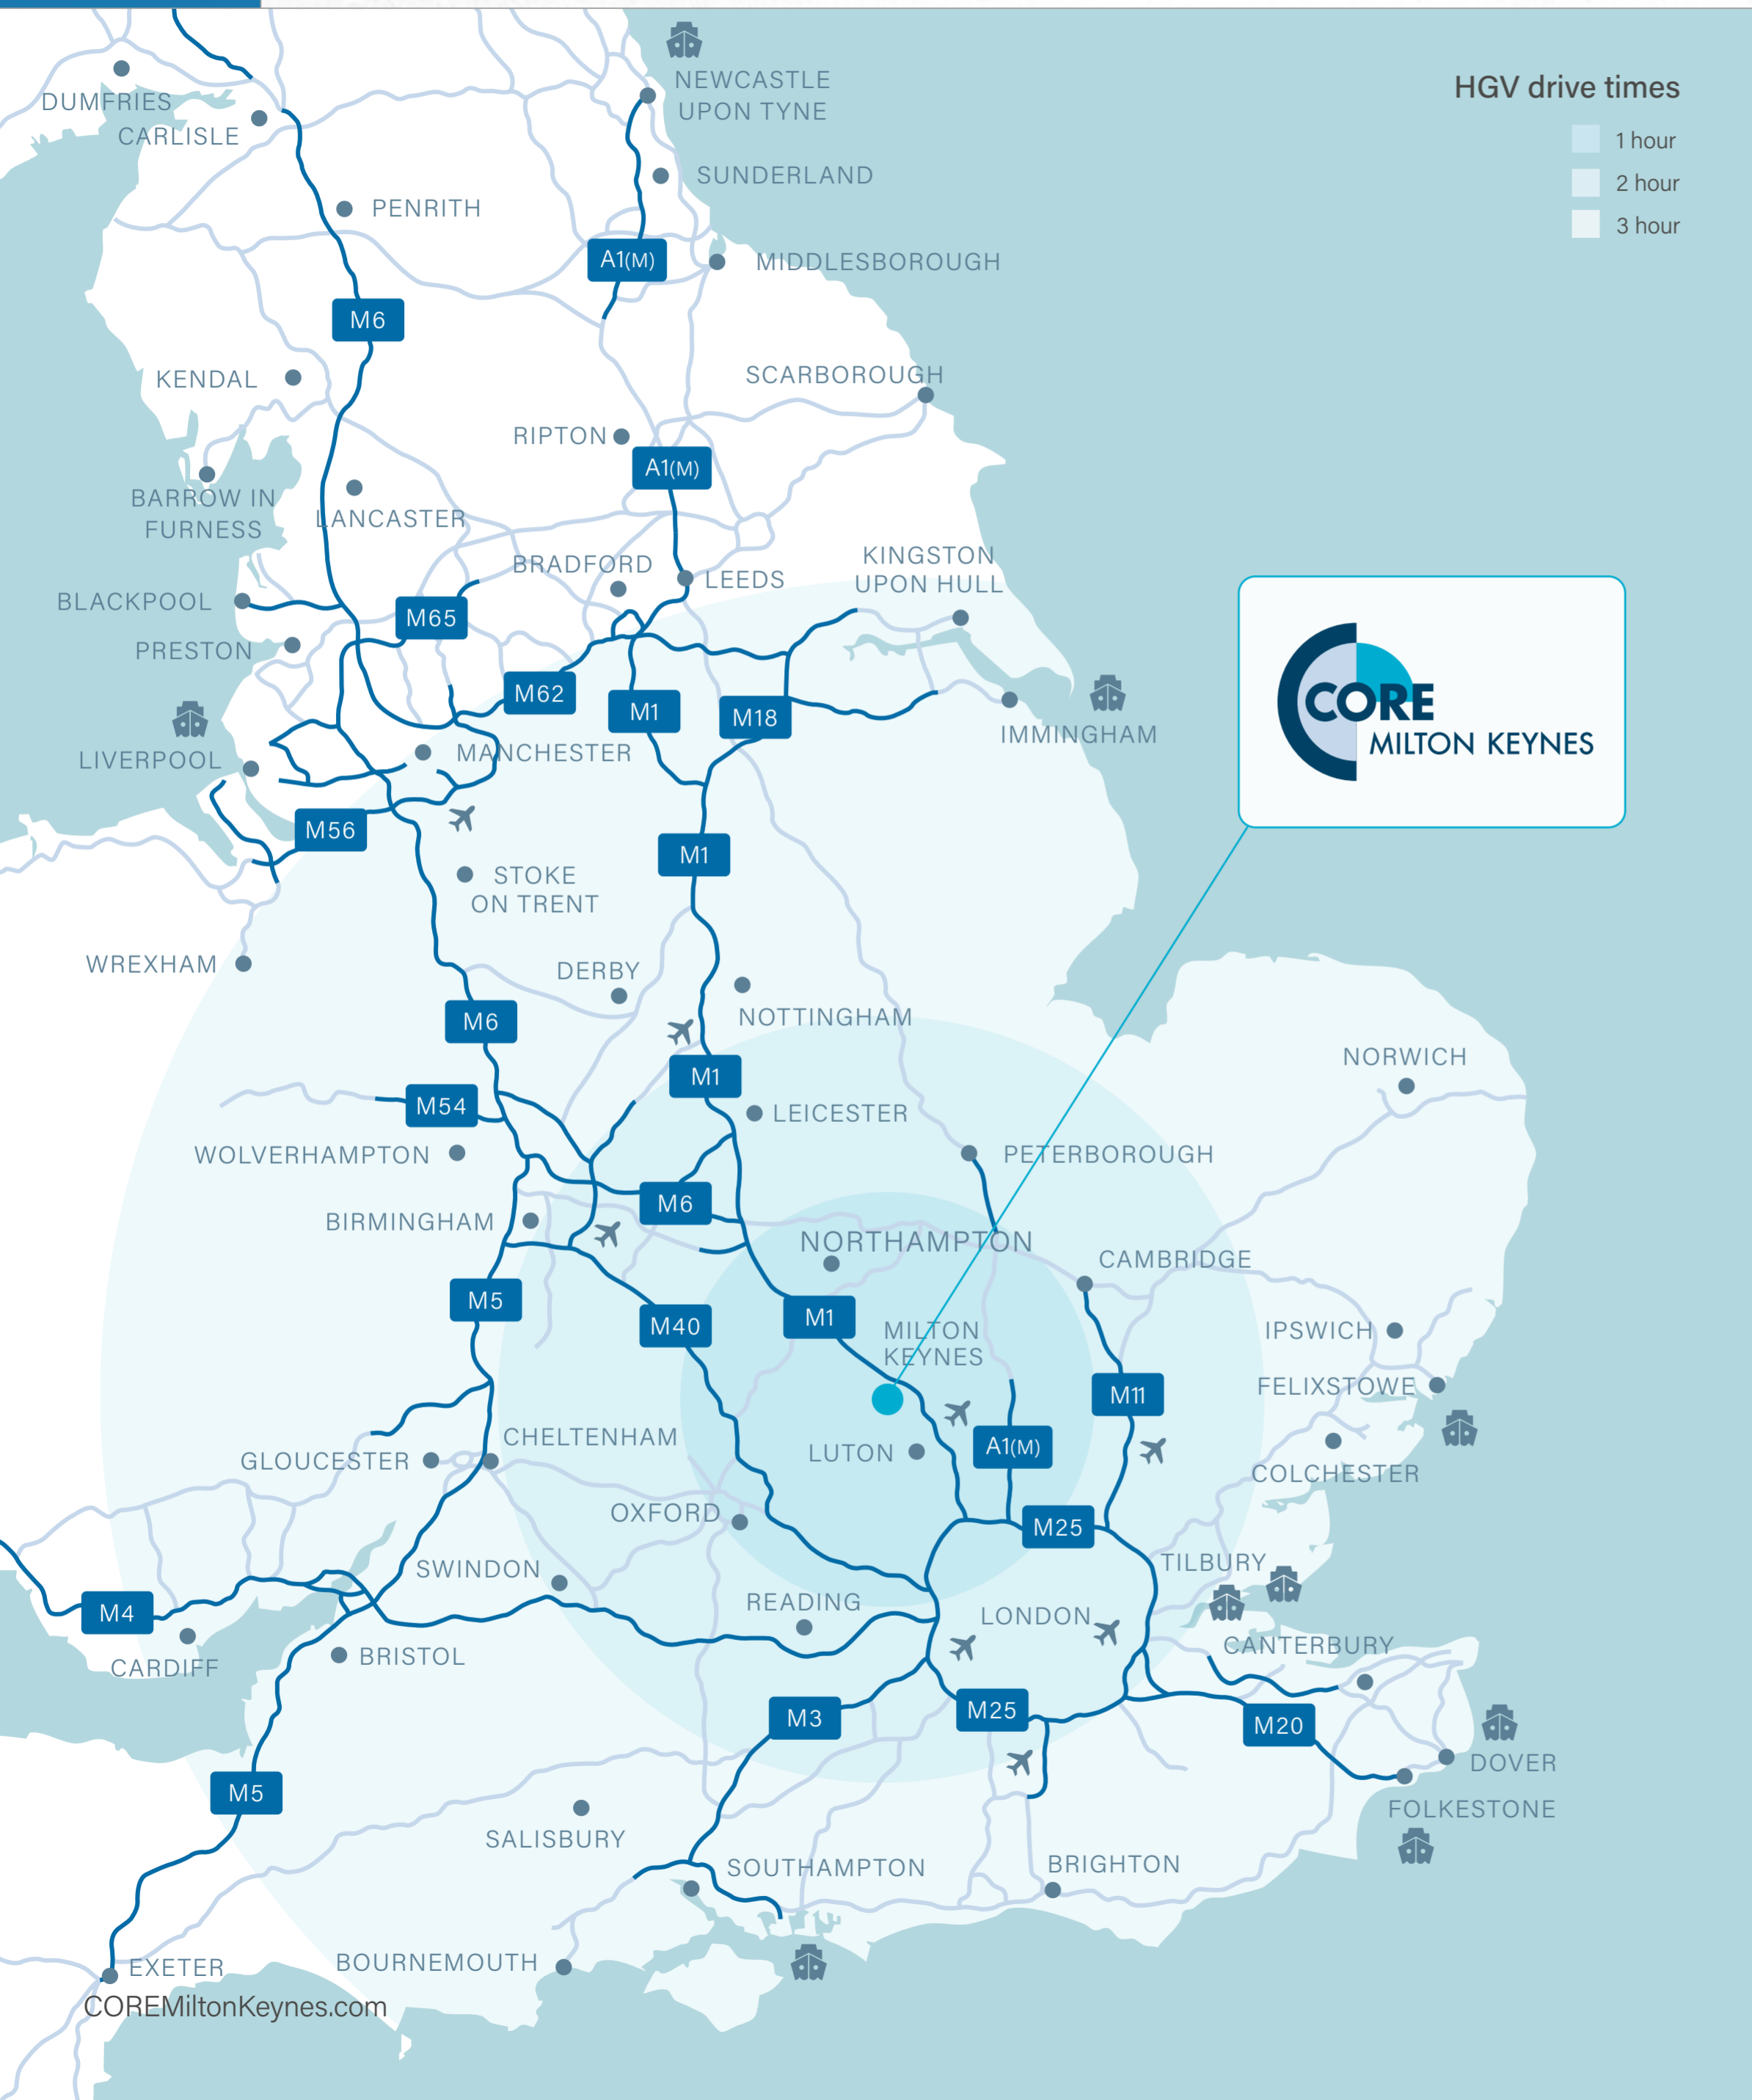 NEWCASTLE
UPON TYNE
HGV drive times
1 hour
2 hour
3 hour
DUMFRIES
CARLISLE
SUNDERLAND
PENRITH
A1(M)
MIDDLESBOROUGH
M6
KENDAL
SCARBOROUGH
RIPTON
A1(M)
BARROW IN
FURNESS
LANCASTER
BRADFORD
LEEDS
KINGSTON
UPON HULL
BLACKPOOL
M65
PRESTON
M62
M1
M18
IMMINGHAM
CORE
MILTON KEYNES
LIVERPOOL
MANCHESTER
M56
M1
STOKE
ON TRENT
WREXHAM
DERBY
NOTTINGHAM
M6
NORWICH
M1
M54
LEICESTER
WOLVERHAMPTON
PETERBOROUGH
M6
BIRMINGHAM
NORTHAMPTON
CAMBRIDGE
M5
M40
M1
MILTON
KEYNES
IPSWICH
M11
FELIXSTOWE
CHELTENHAM
GLOUCESTER
LUTON
A1(M)
COLCHESTER
OXFORD
M25
SWINDON
TILBURY
M4
READING
LONDON
CARDIFF
BRISTOL
CANTERBURY
M3
M25
M20
DOVER
M5
FOLKESTONE
SALISBURY
SOUTHAMPTON
BRIGHTON
EXETER
BOURNEMOUTH
COREMiltonKeynes.com